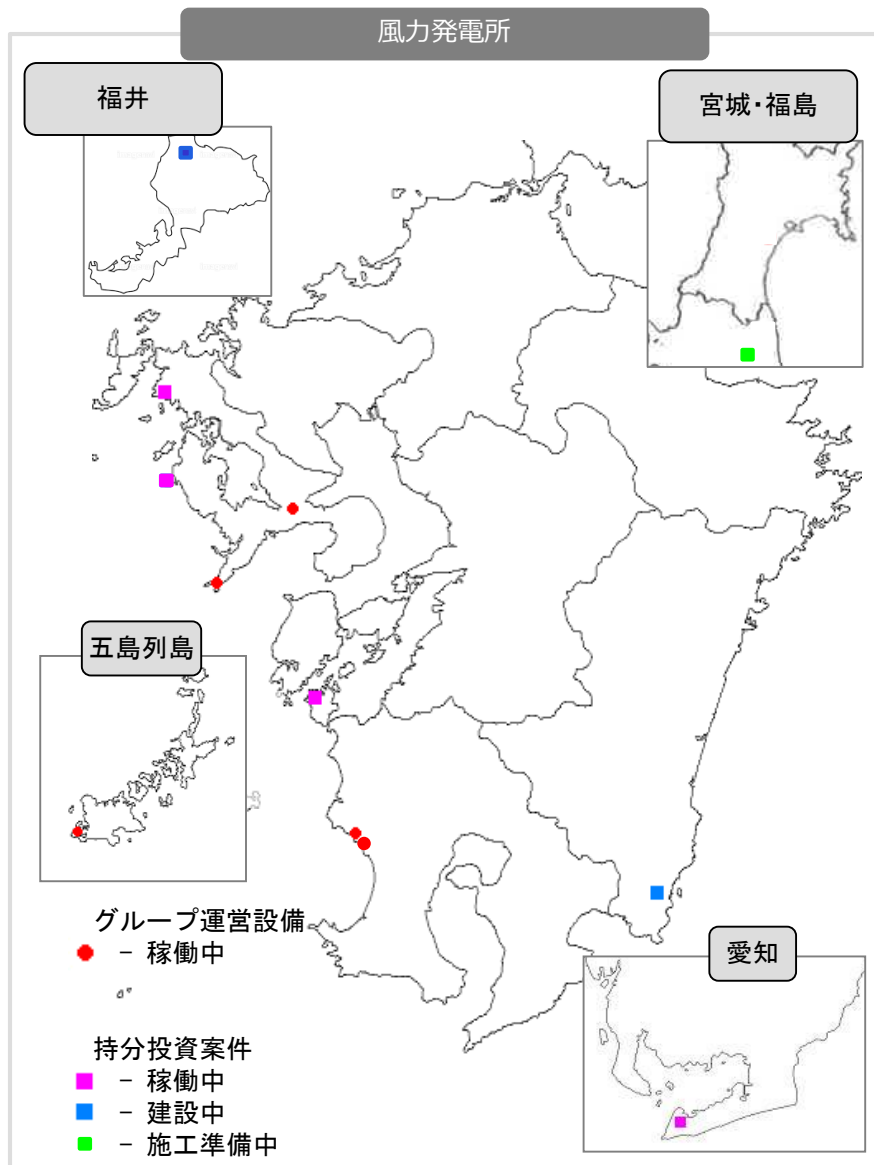 風力発電所
福井
宮城・福島
五島列島
グループ運営設備
－ 稼働中
愛知
持分投資案件
－ 稼働中
－ 建設中
－ 施工準備中